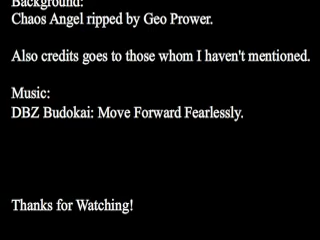 Background:
Chaos Angel ripped by Geo Prower.
Also credits goes to those whom I haven't mentioned.
Music:
DBZ Budokai: Move Forward Fearlessly.
Thanks for Watching!